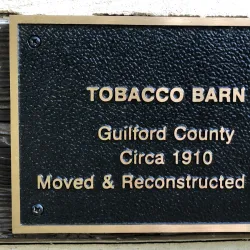 TOBACCO BARN
Guilford County
Circa 1910
Moved & Reconstructed